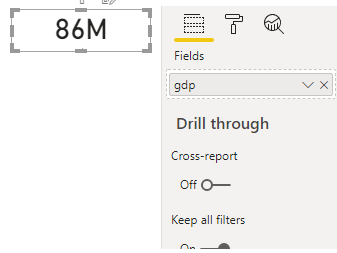 86M
Fields
gdp
Drill through
Cross-report
Off
Keep all filters
On